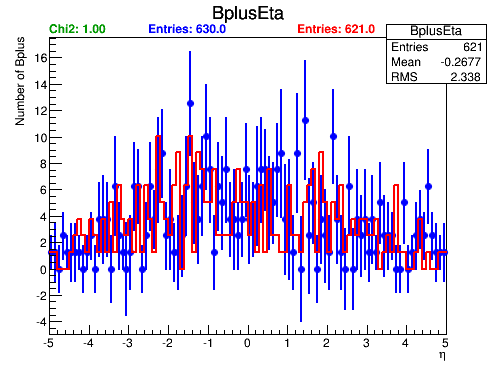 BplusEta
Chi2: 1.00 Entries: 630.0 Entries: 621.0
BplusEta
Entries 621
Mean -0.2677
RMS 2.338
Number of Bplus
16
14
12
10
8
6
4
2
0
-2
-4
-5 -4 -3 -2 -1 0 1 2 3 4 5
η